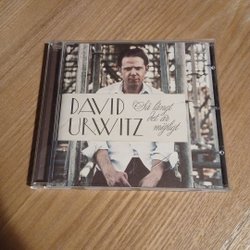 DAVID
URWITZ
Så långt
det är
möjligt